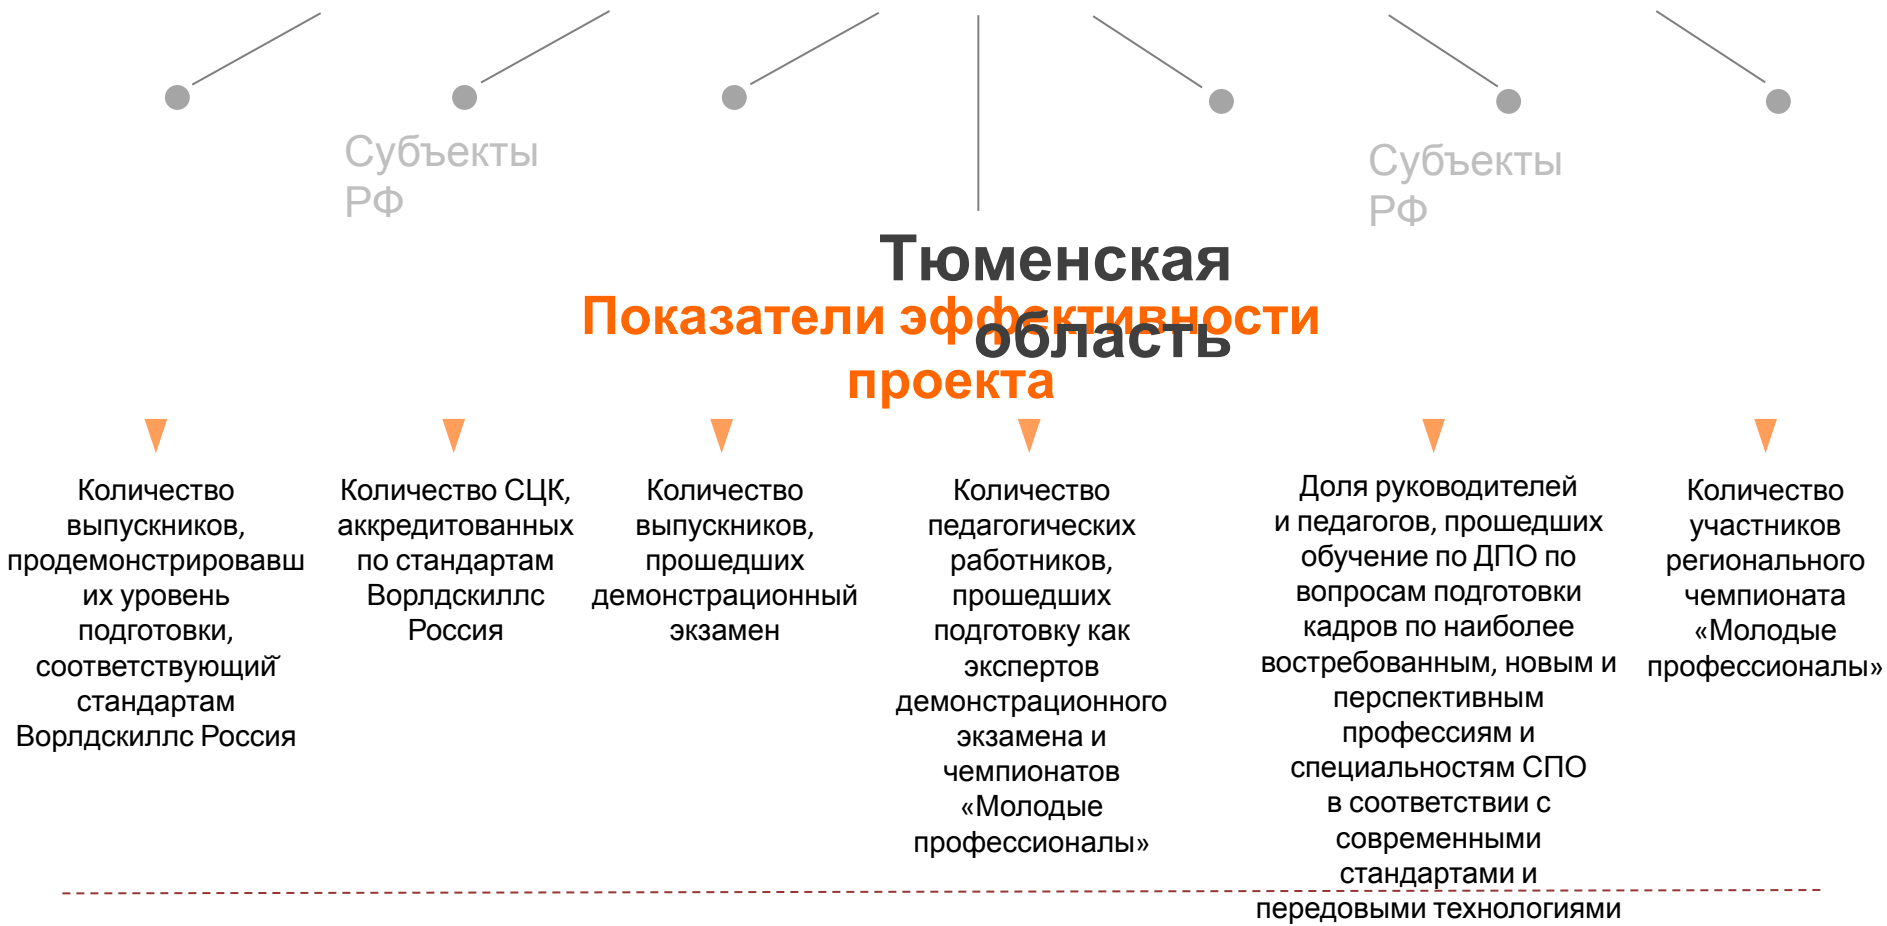 Субъекты
РФ
Субъекты
РФ
Тюменская
область
Показатели эффективности
проекта
Количество
выпускников,
продемонстрировавш
их уровень
подготовки,
соответствующий
стандартам
Ворлдскиллс Россия
Количество СЦК,
аккредитованных
по стандартам
Ворлдскиллс
Россия
Количество
выпускников,
прошедших
демонстрационный
экзамен
Количество
педагогических
работников,
прошедших
подготовку как
экспертов
демонстрационного
экзамена и
чемпионатов
«Молодые
профессионалы»
Доля руководителей
и педагогов, прошедших
обучение по ДПО по
вопросам подготовки
кадров по наиболее
востребованным, новым и
перспективным
профессиям и
специальностям СПО
в соответствии с
современными
стандартами и
передовыми технологиями
Количество
участников
регионального
чемпионата
«Молодые
профессионалы»